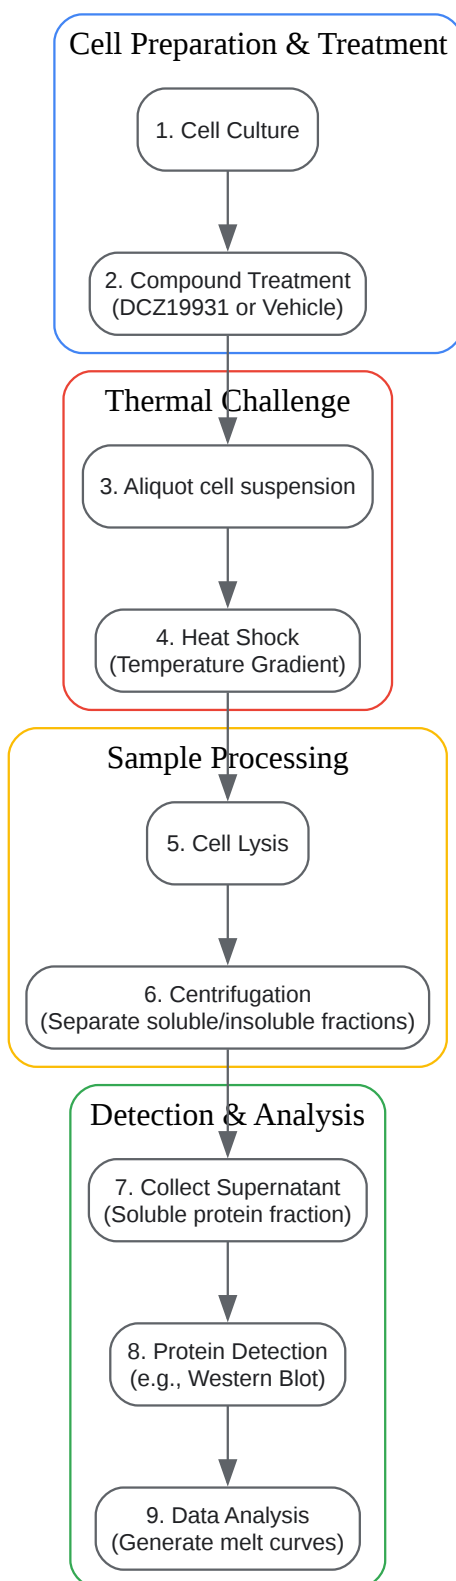 Cell Preparation & Treatment
1. Cell Culture
2. Compound Treatment
(DCZ19931 or Vehicle)
Thermal Challenge
3. Aliquot cell suspension
4. Heat Shock
(Temperature Gradient)
Sample Processing
5. Cell Lysis
6. Centrifugation
(Separate soluble/insoluble fractions)
Detection & Analysis
7. Collect Supernatant
(Soluble protein fraction)
8. Protein Detection
(e.g., Western Blot)
9. Data Analysis
(Generate melt curves)